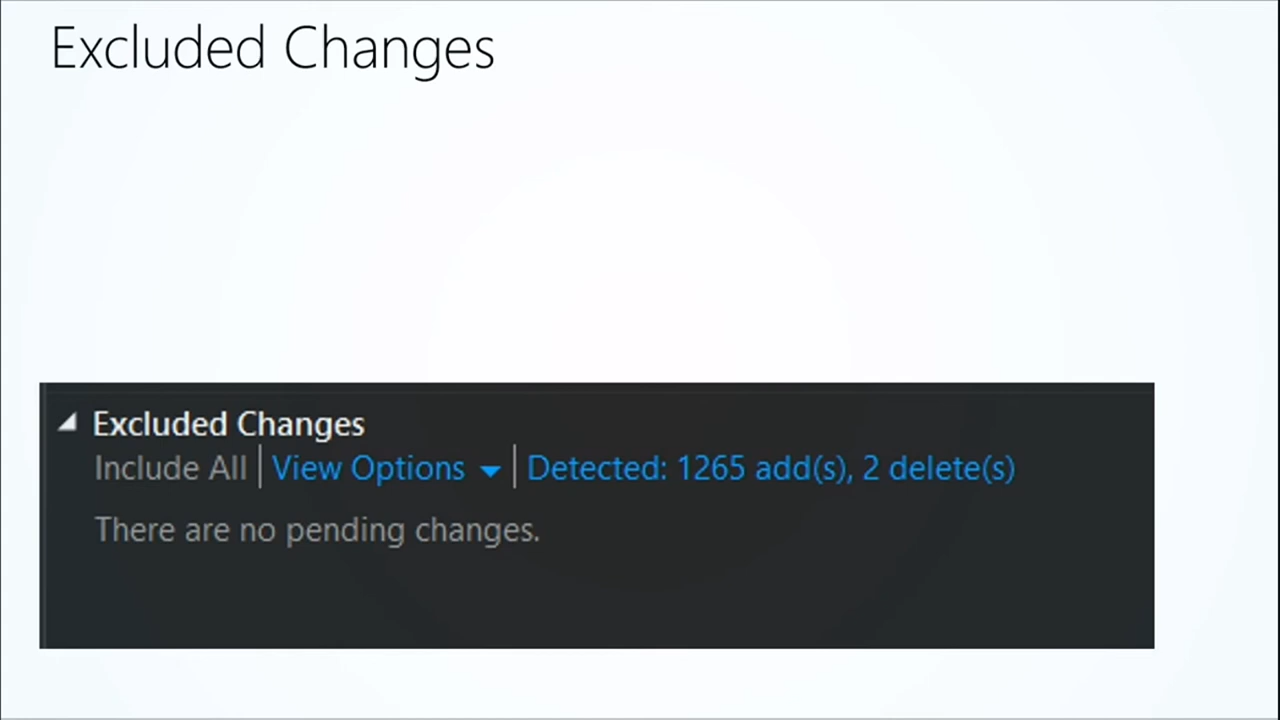 Excluded Changes
Excluded Changes
Include All | View Options | Detected: 1265 add(s), 2 delete(s)
There are no pending changes.